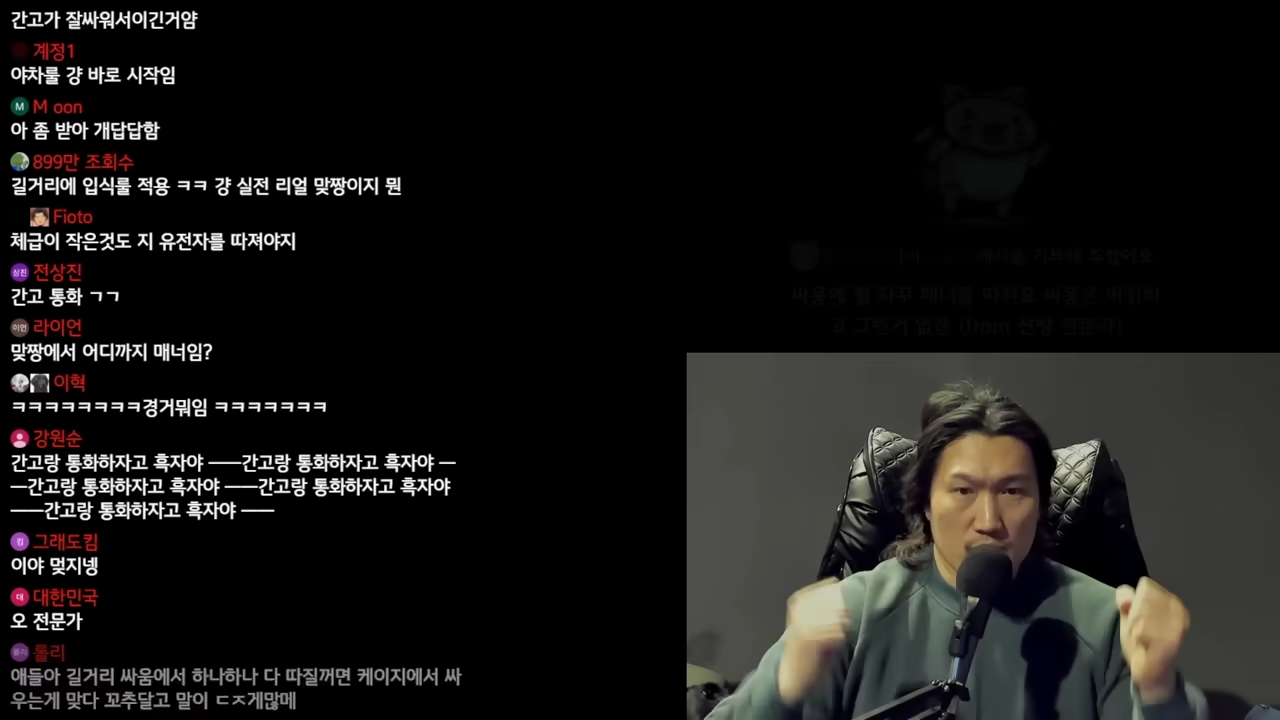 간고가 잘싸워서이긴거얌
계정1
야차룰 걍 바로 시작임
M M oon
아 좀 받아 개답답함
899만 조회수
길거리에 입식룰 적용 ㅋㅋ 걍 실전 리얼 맞짱이지 뭔
Fioto
체급이 작은것도 지 유전자를 따져야지
상진 전상진
간고 통화 ㄱㄱ
이언 라이언
맞짱에서 어디까지 매너임?
이혁
ㅋㅋㅋㅋㅋㅋㅋㅋ경거뭐임 ㅋㅋㅋㅋㅋㅋㅋ
강원순
간고랑 통화하자고 흑자야 ——간고랑 통화하자고 흑자야 —
—간고랑 통화하자고 흑자야 ——간고랑 통화하자고 흑자야
——간고랑 통화하자고 흑자야 ——
킴 그래도킴
이야 멎지넹
대 대한민국
오 전문가
롤리
얘들아 길거리 싸움에서 하나하나 다 따질꺼면 케이지에서 싸
우는게 맞다 꼬추달고 말이 ㄷㅈ게많메